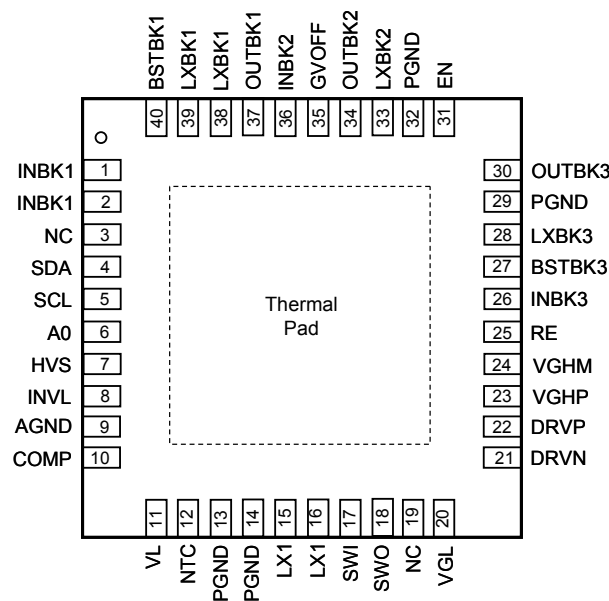 BSTBK1
LXBK1
LXBK1
OUTBK1
INBK2
GVOFF
OUTBK2
LXBK2
PGND
EN
40
39
38
37
36
35
34
33
32
31
INBK1 1
INBK1 2
NC 3
SDA 4
SCL 5
A0 6
HVS 7
INVL 8
AGND 9
COMP 10
Thermal
Pad
30 OUTBK3
29 PGND
28 LXBK3
27 BSTBK3
26 INBK3
25 RE
24 VGHM
23 VGHP
22 DRVP
21 DRVN
11
12
13
14
15
16
17
18
19
20
VL
NTC
PGND
PGND
LX1
LX1
SWI
SWO
NC
VGL